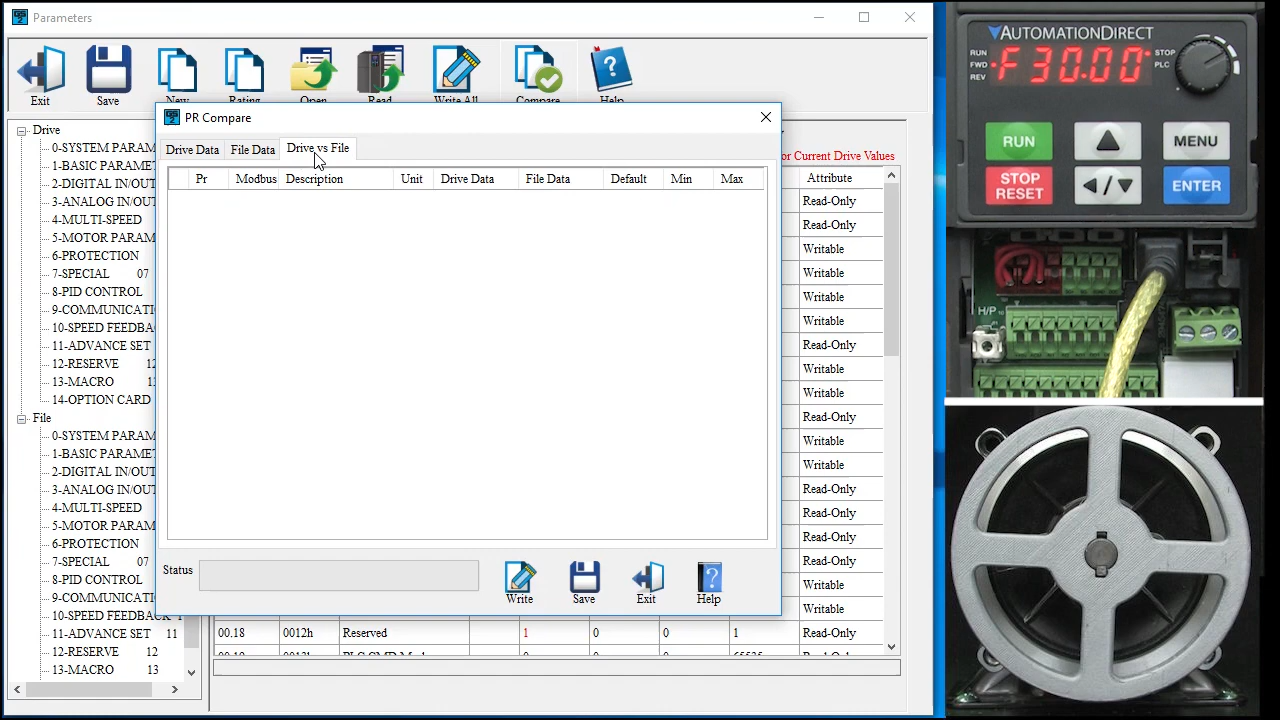 Parameters
Exit
Save
New
Rating
Open
Read
Write All
Compare
Help
PR Compare
Drive Data
File Data
Drive vs File
Pr
Modbus
Description
Unit
Drive Data
File Data
Default
Min
Max
Status
Write
Save
Exit
Help
Drive
0-SYSTEM PARAM
1-BASIC PARAME
2-DIGITAL IN/OUT
3-ANALOG IN/OUT
4-MULTI-SPEED
5-MOTOR PARAM
6-PROTECTION
7-SPECIAL 07
8-PID CONTROL
9-COMMUNICATI
10-SPEED FEEDBA
11-ADVANCE SET
12-RESERVE 12
13-MACRO 1
14-OPTION CARD
File
0-SYSTEM PARAM
1-BASIC PARAME
2-DIGITAL IN/OUT
3-ANALOG IN/OUT
4-MULTI-SPEED
5-MOTOR PARAM
6-PROTECTION
7-SPECIAL 07
8-PID CONTROL
9-COMMUNICATI
10-SPEED FEEDBACK 1
11-ADVANCE SET 11
12-RESERVE 12
13-MACRO 13
or Current Drive Values
Attribute
Read-Only
Read-Only
Writable
Writable
Writable
Writable
Read-Only
Writable
Writable
Read-Only
Writable
Writable
Read-Only
Read-Only
Read-Only
Read-Only
Writable
Writable
00.18 0012h Reserved 1 0 0 1 Read-Only
AUTOMATIONDIRECT
RUN
FWD
REV
F 30.00
STOP
PLC
RUN
MENU
STOP
RESET
ENTER
H/P